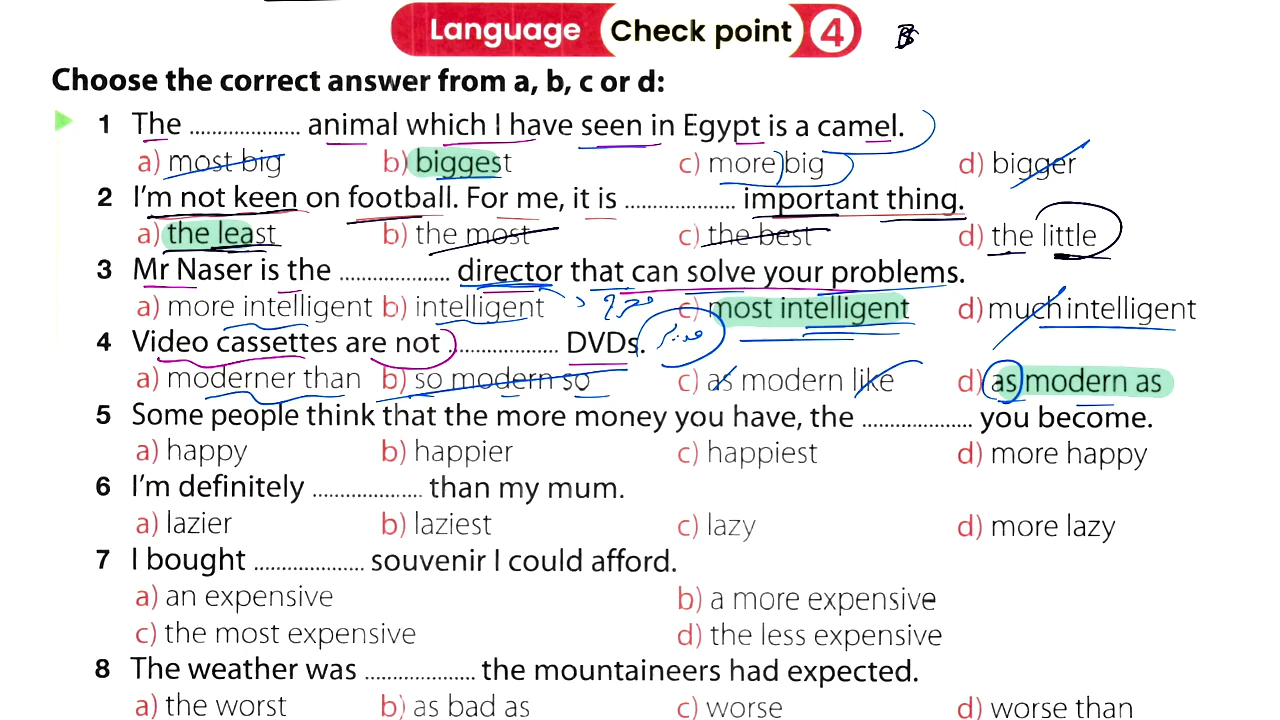 Language Check point 4
Choose the correct answer from a, b, c or d:
1 The .................... animal which I have seen in Egypt is a camel.
a) most big b) biggest c) more big d) bigger
2 I'm not keen on football. For me, it is .................... important thing.
a) the least b) the most c) the best d) the little
3 Mr Naser is the .................... director that can solve your problems.
a) more intelligent b) intelligent c) most intelligent d) much intelligent
4 Video cassettes are not .................... DVDs. مدير
a) moderner than b) so modern so c) as modern like d) as modern as
5 Some people think that the more money you have, the .................... you become.
a) happy b) happier c) happiest d) more happy
6 I'm definitely .................... than my mum.
a) lazier b) laziest c) lazy d) more lazy
7 I bought .................... souvenir I could afford.
a) an expensive b) a more expensive
c) the most expensive d) the less expensive
8 The weather was .................... the mountaineers had expected.
a) the worst b) as bad as c) worse d) worse than